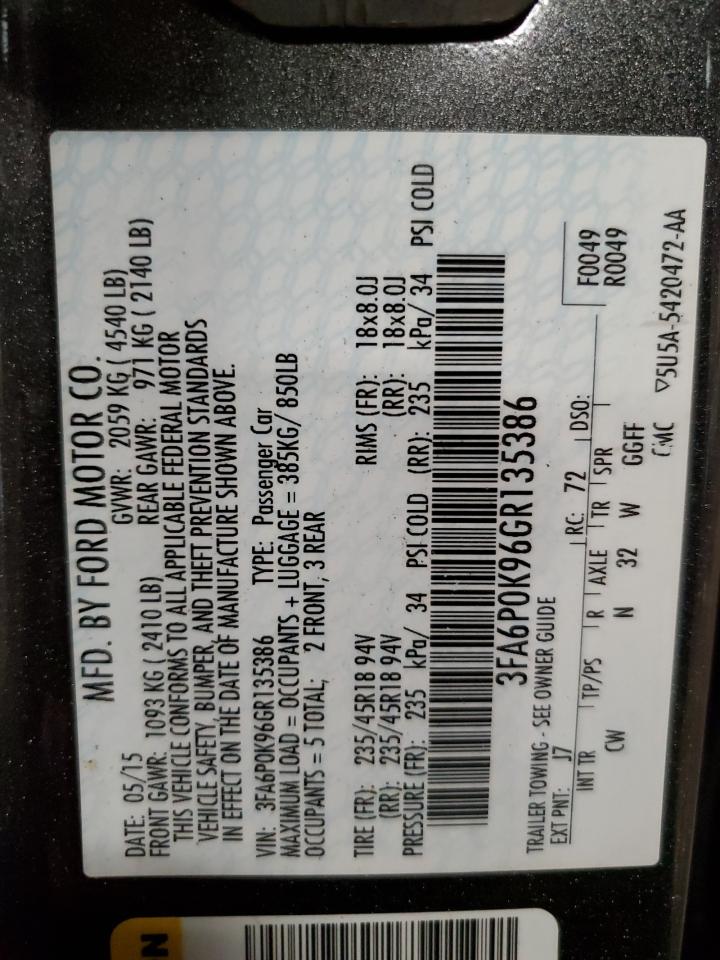 MFD. BY FORD MOTOR CO.
DATE: 05/15 GVWR: 2059 KG ( 4540 LB)
FRONT GAWR: 1093 KG ( 2410 LB) REAR GAWR: 971 KG ( 2140 LB)
THIS VEHICLE CONFORMS TO ALL APPLICABLE FEDERAL MOTOR
VEHICLE SAFETY, BUMPER, AND THEFT PREVENTION STANDARDS
IN EFFECT ON THE DATE OF MANUFACTURE SHOWN ABOVE.
VIN: 3FA6P0K96GR135386 TYPE: Passenger Car
MAXIMUM LOAD = OCCUPANTS + LUGGAGE = 385KG/ 850LB
OCCUPANTS = 5 TOTAL; 2 FRONT, 3 REAR
TIRE (FR): 235/45R18 94V RIMS (FR): 18x8.0J
(RR): 235/45R18 94V (RR): 18x8.0J
PRESSURE (FR): 235 kPa/ 34 PSI COLD (RR): 235 kPa/ 34 PSI COLD
3FA6P0K96GR135386
TRAILER TOWING - SEE OWNER GUIDE F0049
EXT PNT: J7 RC: 72 DSO: R0049
INT TR TP/PS R AXLE TR SPR
CW N 32 W GGFF
CMC ▽5U5A-5420472-AA
N